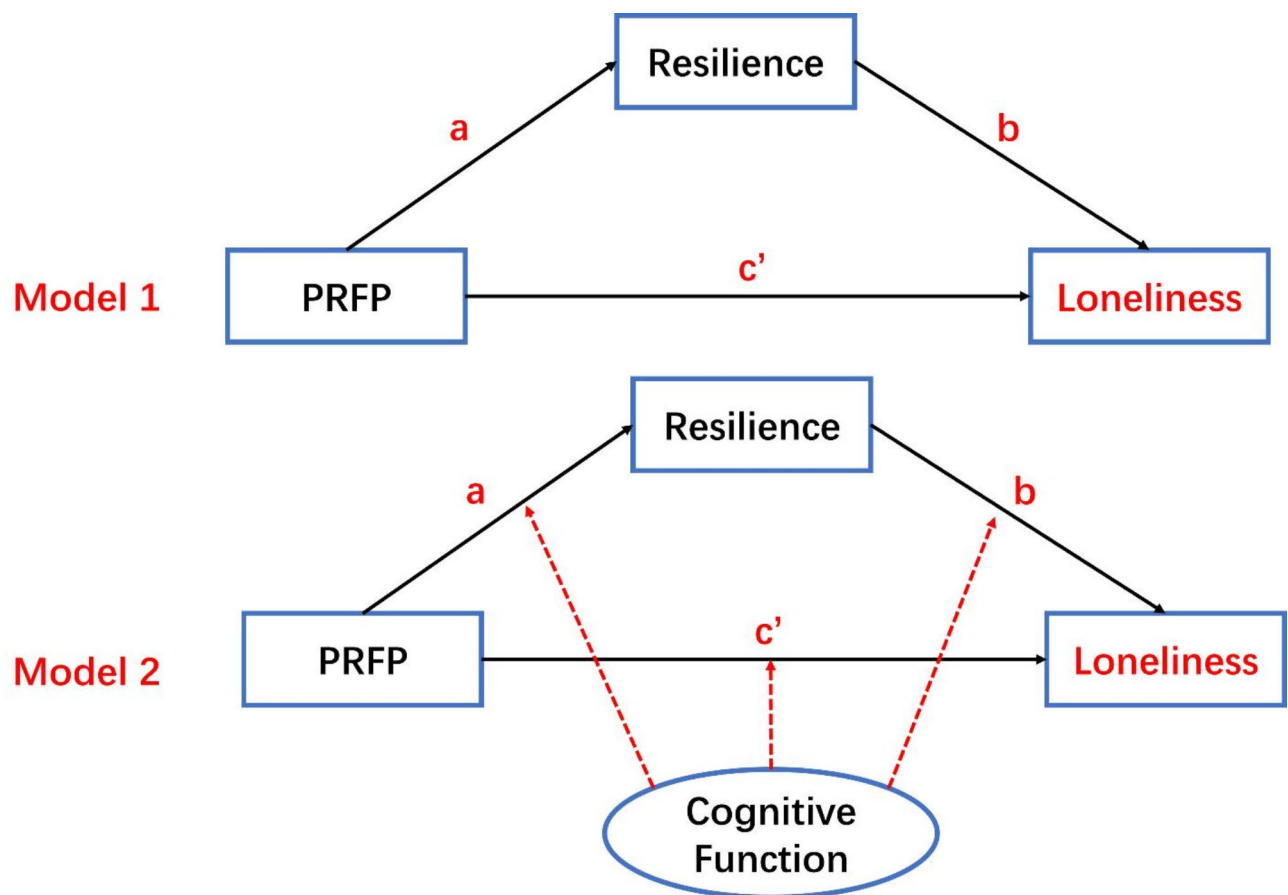 Resilience
a
b
c’
Model 1
PRFP
Loneliness
Resilience
a
b
c’
Model 2
PRFP
Loneliness
Cognitive
Function